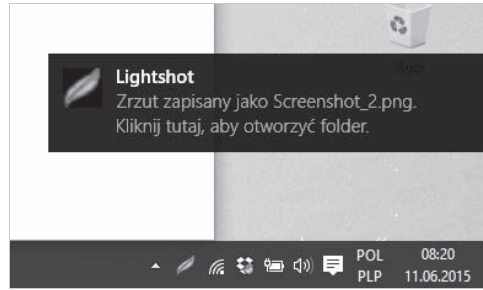 Lightshot
Zrzut zapisany jako Screenshot_2.png.
Kliknij tutaj, aby otworzyć folder.
POL 08:20
PLP 11.06.2015